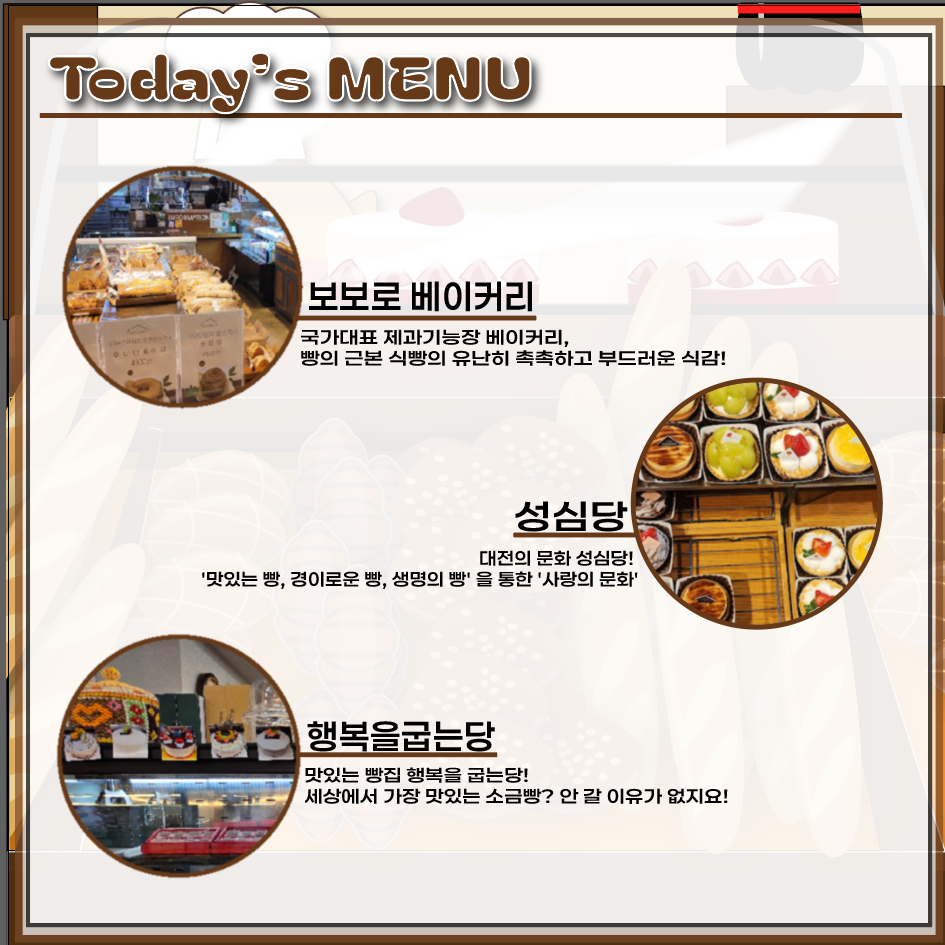 Today's MENU
보보로 베이커리
국가대표 제과기능장 베이커리,
빵의 근본 식빵의 유난히 촉촉하고 부드러운 식감!
성심당
대전의 문화 성심당!
'맛있는 빵, 경이로운 빵, 생명의 빵' 을 통한 '사랑의 문화'
행복을굽는당
맛있는 빵집 행복을 굽는당!
세상에서 가장 맛있는 소금빵? 안 갈 이유가 없지요!